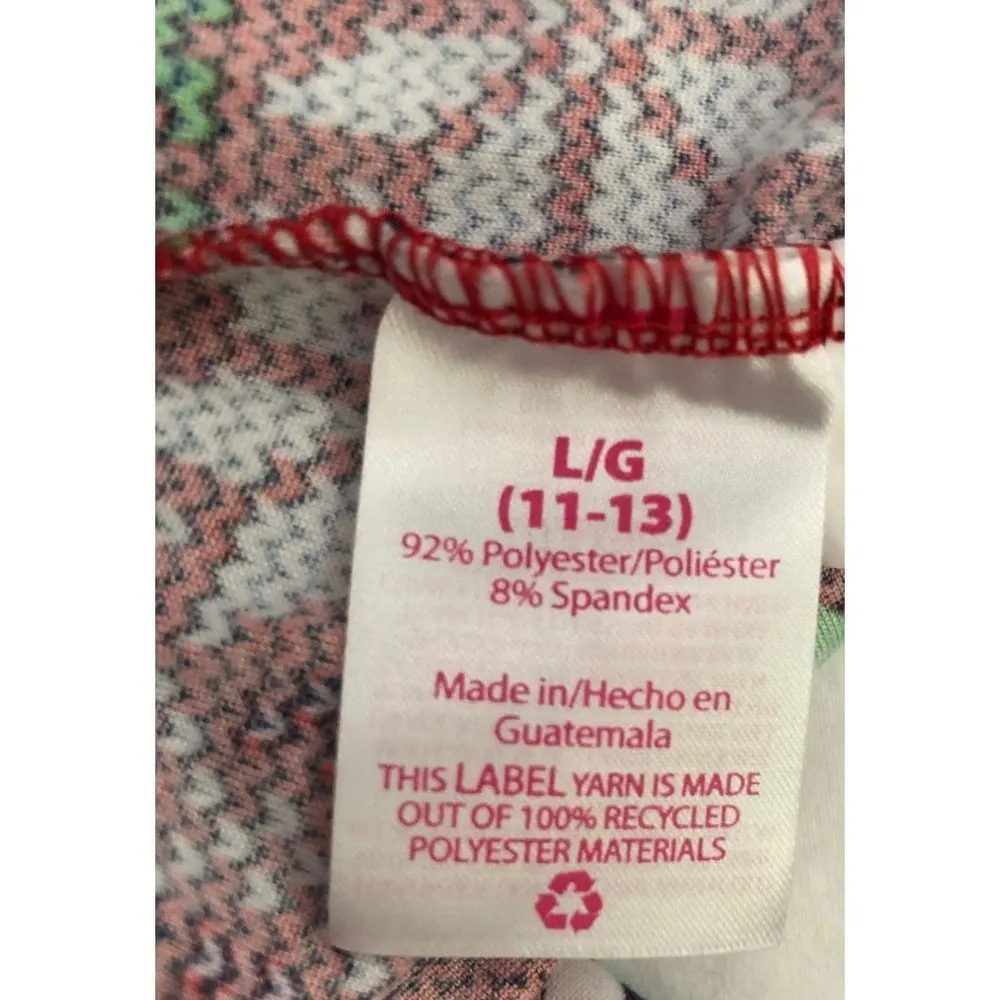 L/G
(11-13)
92% Polyester/Poliéster
8% Spandex
Made in/Hecho en
Guatemala
THIS LABEL YARN IS MADE
OUT OF 100% RECYCLED
POLYESTER MATERIALS